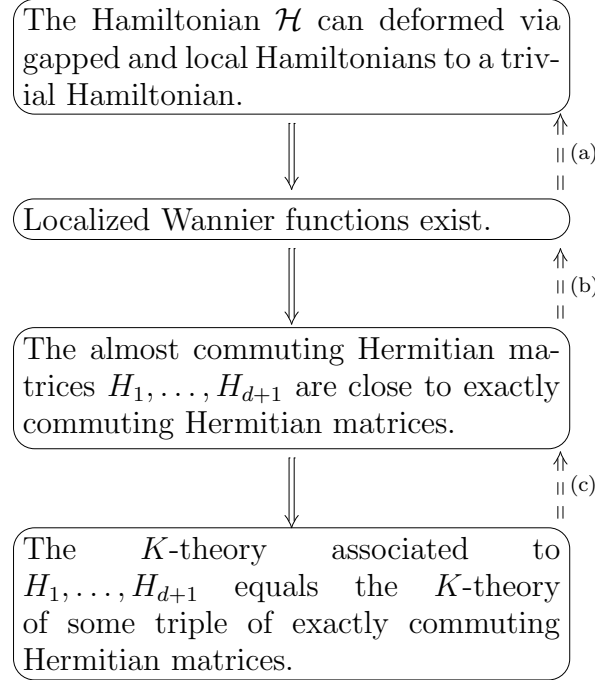 The Hamiltonian ℋ can deformed via
gapped and local Hamiltonians to a triv-
ial Hamiltonian.
(a)
Localized Wannier functions exist.
(b)
The almost commuting Hermitian ma-
trices H₁, . . . , H_{d+1} are close to exactly
commuting Hermitian matrices.
(c)
The K-theory associated to
H₁, . . . , H_{d+1} equals the K-theory
of some triple of exactly commuting
Hermitian matrices.